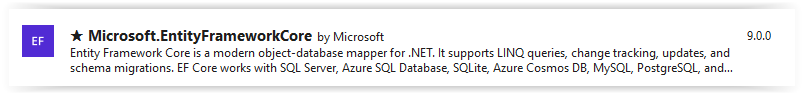 EF
★ Microsoft.EntityFrameworkCore by Microsoft 9.0.0
Entity Framework Core is a modern object-database mapper for .NET. It supports LINQ queries, change tracking, updates, and
schema migrations. EF Core works with SQL Server, Azure SQL Database, SQLite, Azure Cosmos DB, MySQL, PostgreSQL, and...